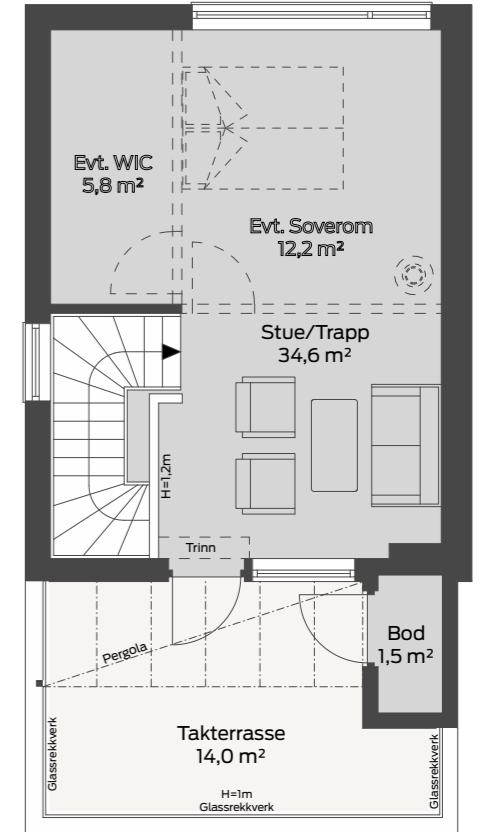 Evt. WIC
5,8 m²
Evt. Soverom
12,2 m²
Stue/Trapp
34,6 m²
H=1,2m
Trinn
Pergola
Bod
1,5 m²
Takterrasse
14,0 m²
Glassrekkverk
H=1m
Glassrekkverk
Glassrekkverk